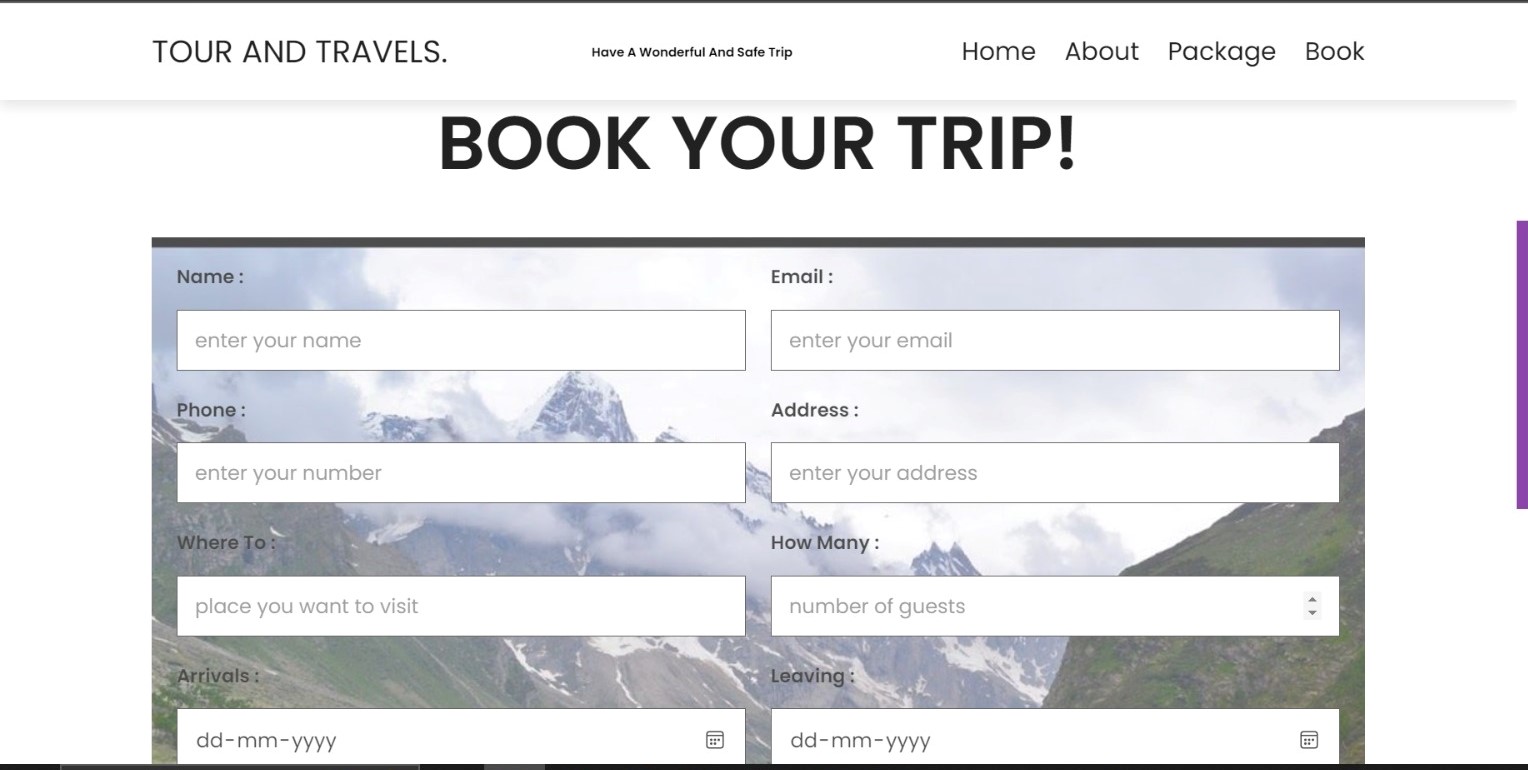 TOUR AND TRAVELS. Have A Wonderful And Safe Trip Home About Package Book
BOOK YOUR TRIP!
Name : Email :
enter your name enter your email
Phone : Address :
enter your number enter your address
Where To : How Many :
place you want to visit number of guests
Arrivals : Leaving :
dd-mm-yyyy dd-mm-yyyy